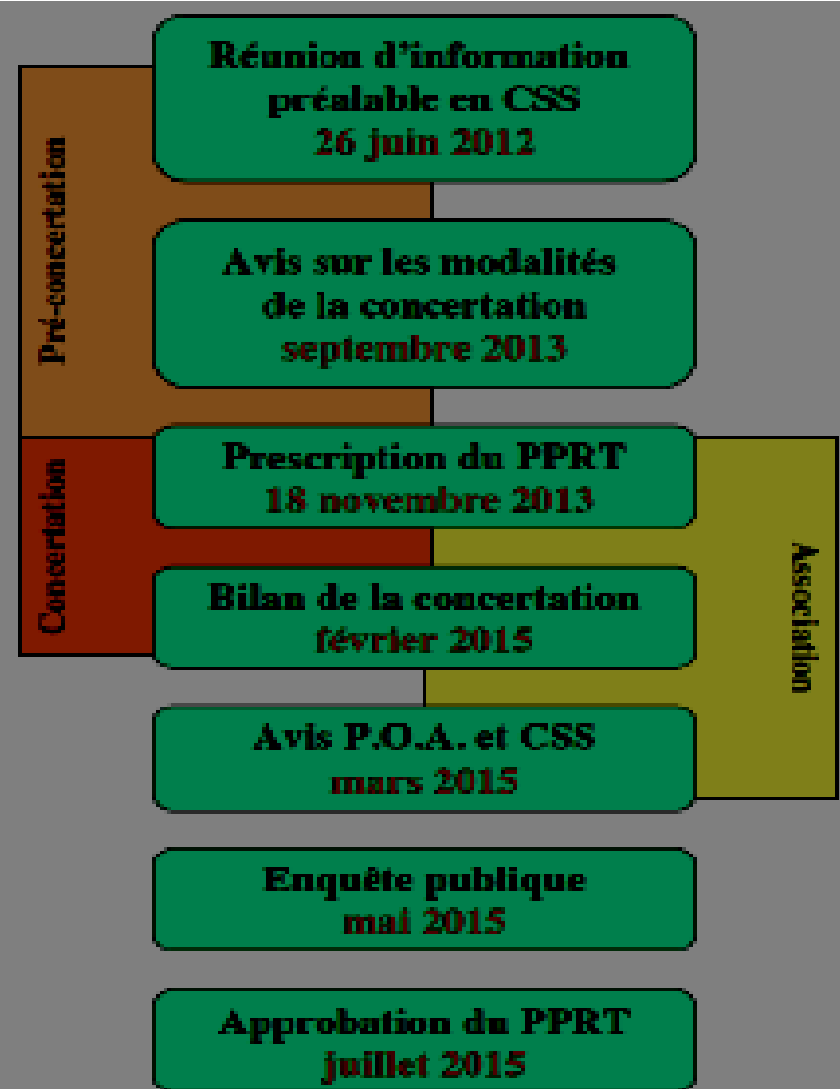 Réunion d'information
préalable en CSS
26 juin 2012
Pré-concertation
Avis sur les modalités
de la concertation
septembre 2013
Prescription du PPRT
18 novembre 2013
Concertation
Association
Bilan de la concertation
février 2015
Avis P.O.A. et CSS
mars 2015
Enquête publique
mai 2015
Approbation du PPRT
juillet 2015